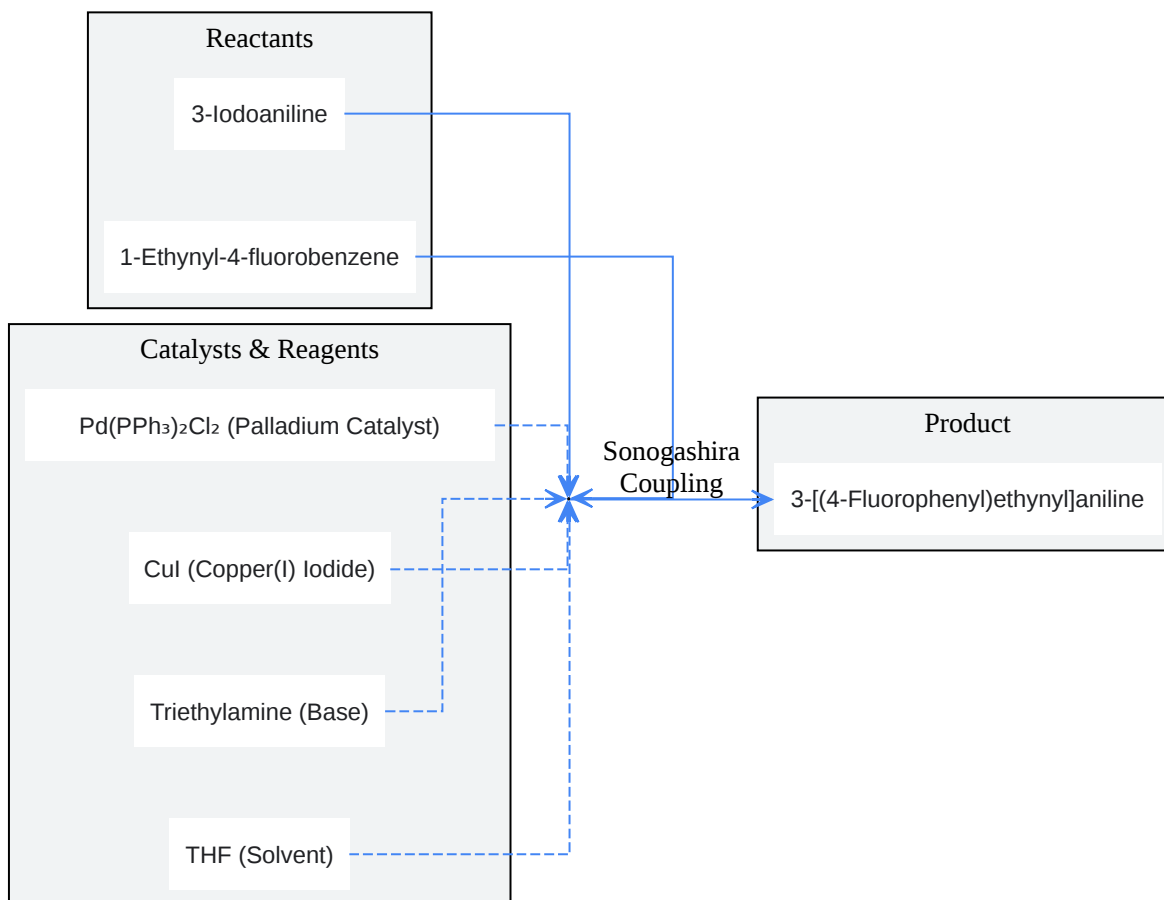 Reactants
3-Iodoaniline
1-Ethynyl-4-fluorobenzene
Catalysts & Reagents
Pd(PPh₃)₂Cl₂ (Palladium Catalyst)
CuI (Copper(I) Iodide)
Triethylamine (Base)
THF (Solvent)
Sonogashira
Coupling
Product
3-[(4-Fluorophenyl)ethynyl]aniline